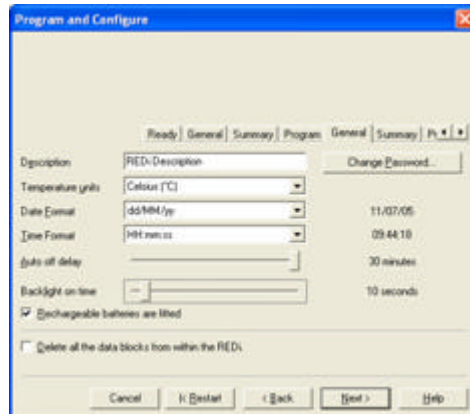 Program and Configure
Ready General Summary Program General Summary
Description REDi Description Change Password...
Temperature units Celsius (°C)
Date Format dd/MM/yy 11/07/05
Time Format HH:mm:ss 09:44:18
Auto off delay 30 minutes
Backlight on time 10 seconds
Rechargeable batteries are fitted
Delete all the data blocks from within the REDi.
Cancel Restart < Back Next > Help